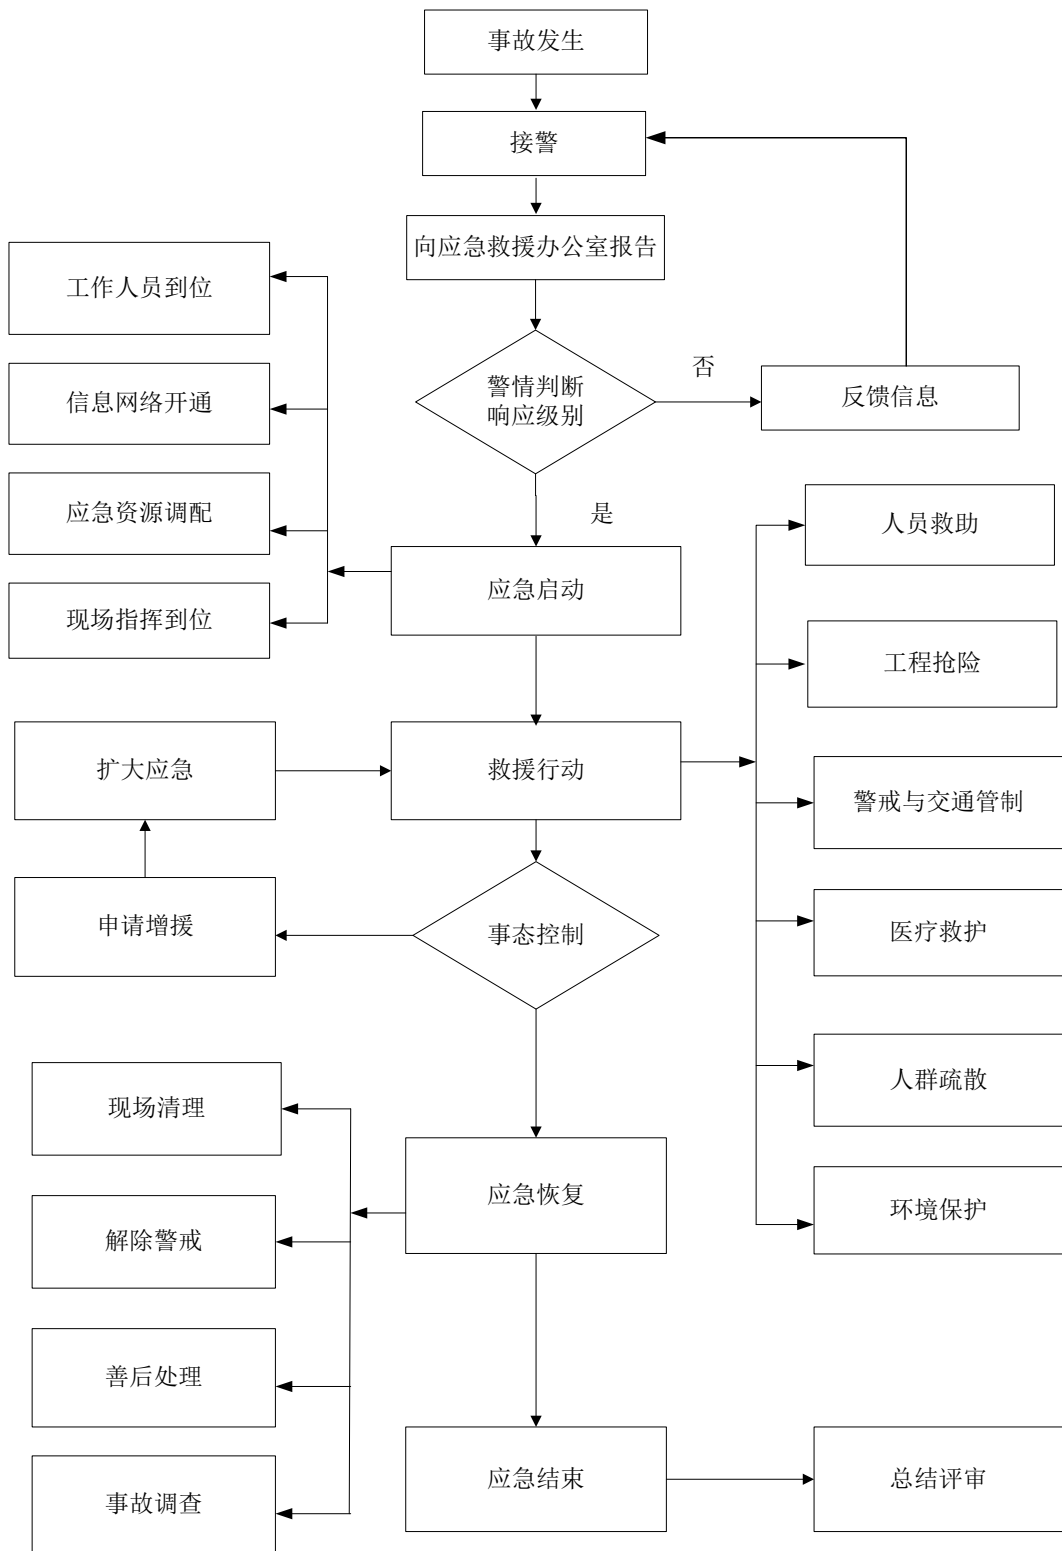 事故发生
接警
向应急救援办公室报告
工作人员到位
信息网络开通
警情判断
响应级别
否
反馈信息
应急资源调配
是
人员救助
现场指挥到位
应急启动
工程抢险
扩大应急
救援行动
警戒与交通管制
申请增援
事态控制
医疗救护
现场清理
人群疏散
解除警戒
应急恢复
环境保护
善后处理
事故调查
应急结束
总结评审